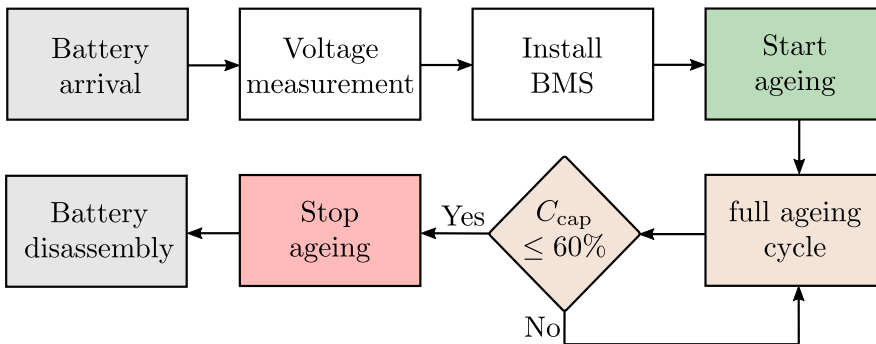 Battery
arrival
Voltage
measurement
Install
BMS
Start
ageing
Battery
disassembly
Stop
ageing
Yes
C_cap
≤ 60%
full ageing
cycle
No